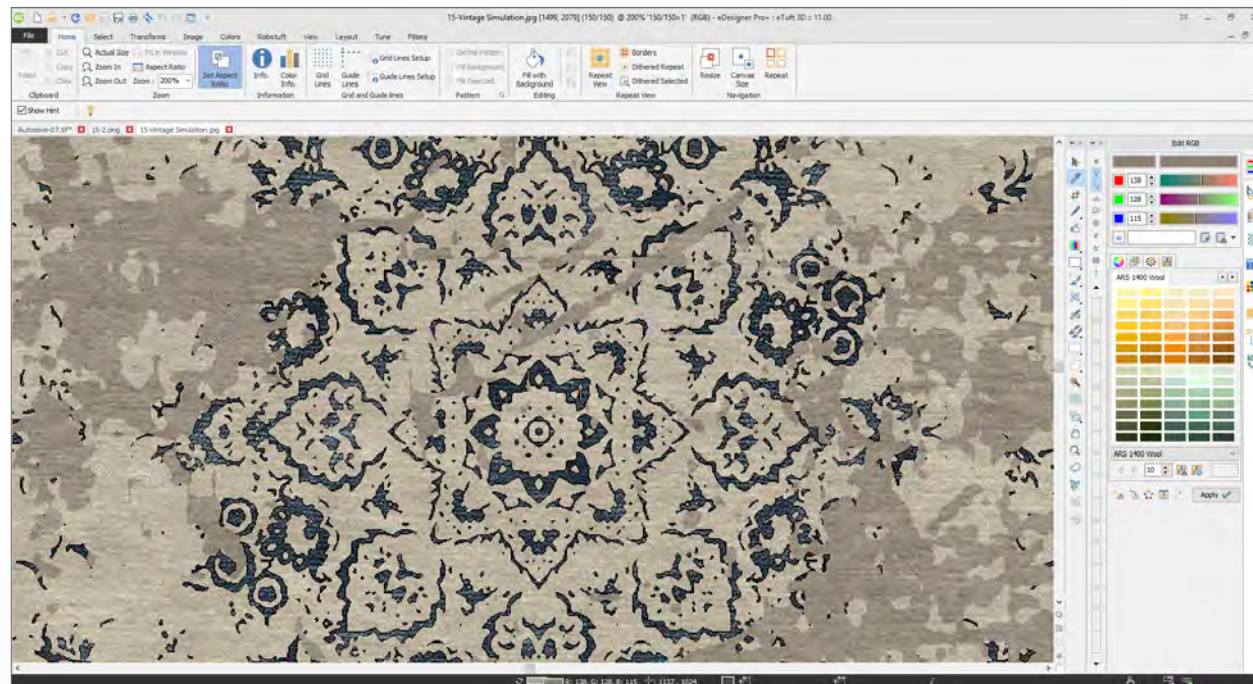 15-Vintage Simulation.jpg [1499, 2079] (150/150) @ 200% '150/150=1' (RGB) - eDesigner Pro+ : eTuft 3D = 11.00
File Home Select Transforms Image Colors Robotuft View Layout Tune Filters
Cut Actual Size Fit in Window Define Pattern Borders
Copy Zoom In Aspect Ratio Grid Lines Setup Fill Background Dithered Repeat
Paste Zoom Out Zoom : 200% Set Aspect Ratio Info. Color Info. Grid Lines Guide Lines Guide Lines Setup Fill Selected Fill with Background Repeat View Dithered Selected Resize Canvas Size Repeat
Clipboard Zoom Information Grid and Guide lines Pattern Editing Repeat View Navigation
Show Hint
15-2.png 15-Vintage Simulation.jpg
Edit RGB
138
128
115
ARS 1400 Wool
ARS 1400 Wool
10
Apply
R: 138, G: 128, B: 115 1157, 1024